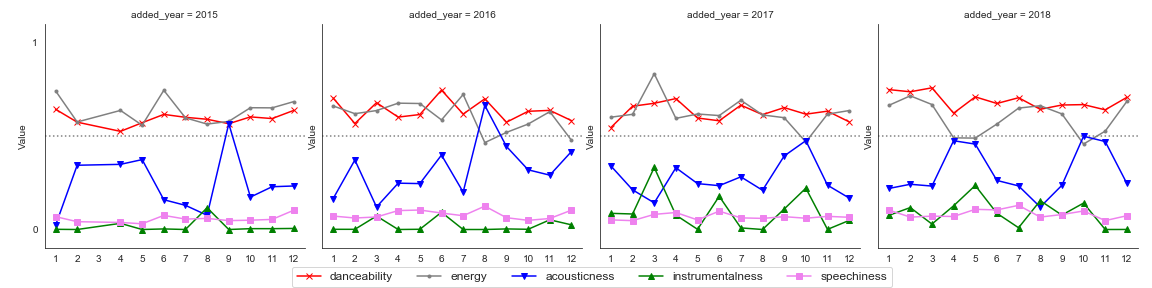 added_year = 2015
added_year = 2016
added_year = 2017
added_year = 2018
1
0
Value
Value
Value
Value
1 2 3 4 5 6 7 8 9 10 11 12
1 2 3 4 5 6 7 8 9 10 11 12
1 2 3 4 5 6 7 8 9 10 11 12
1 2 3 4 5 6 7 8 9 10 11 12
danceability energy acousticness instrumentalness speechiness